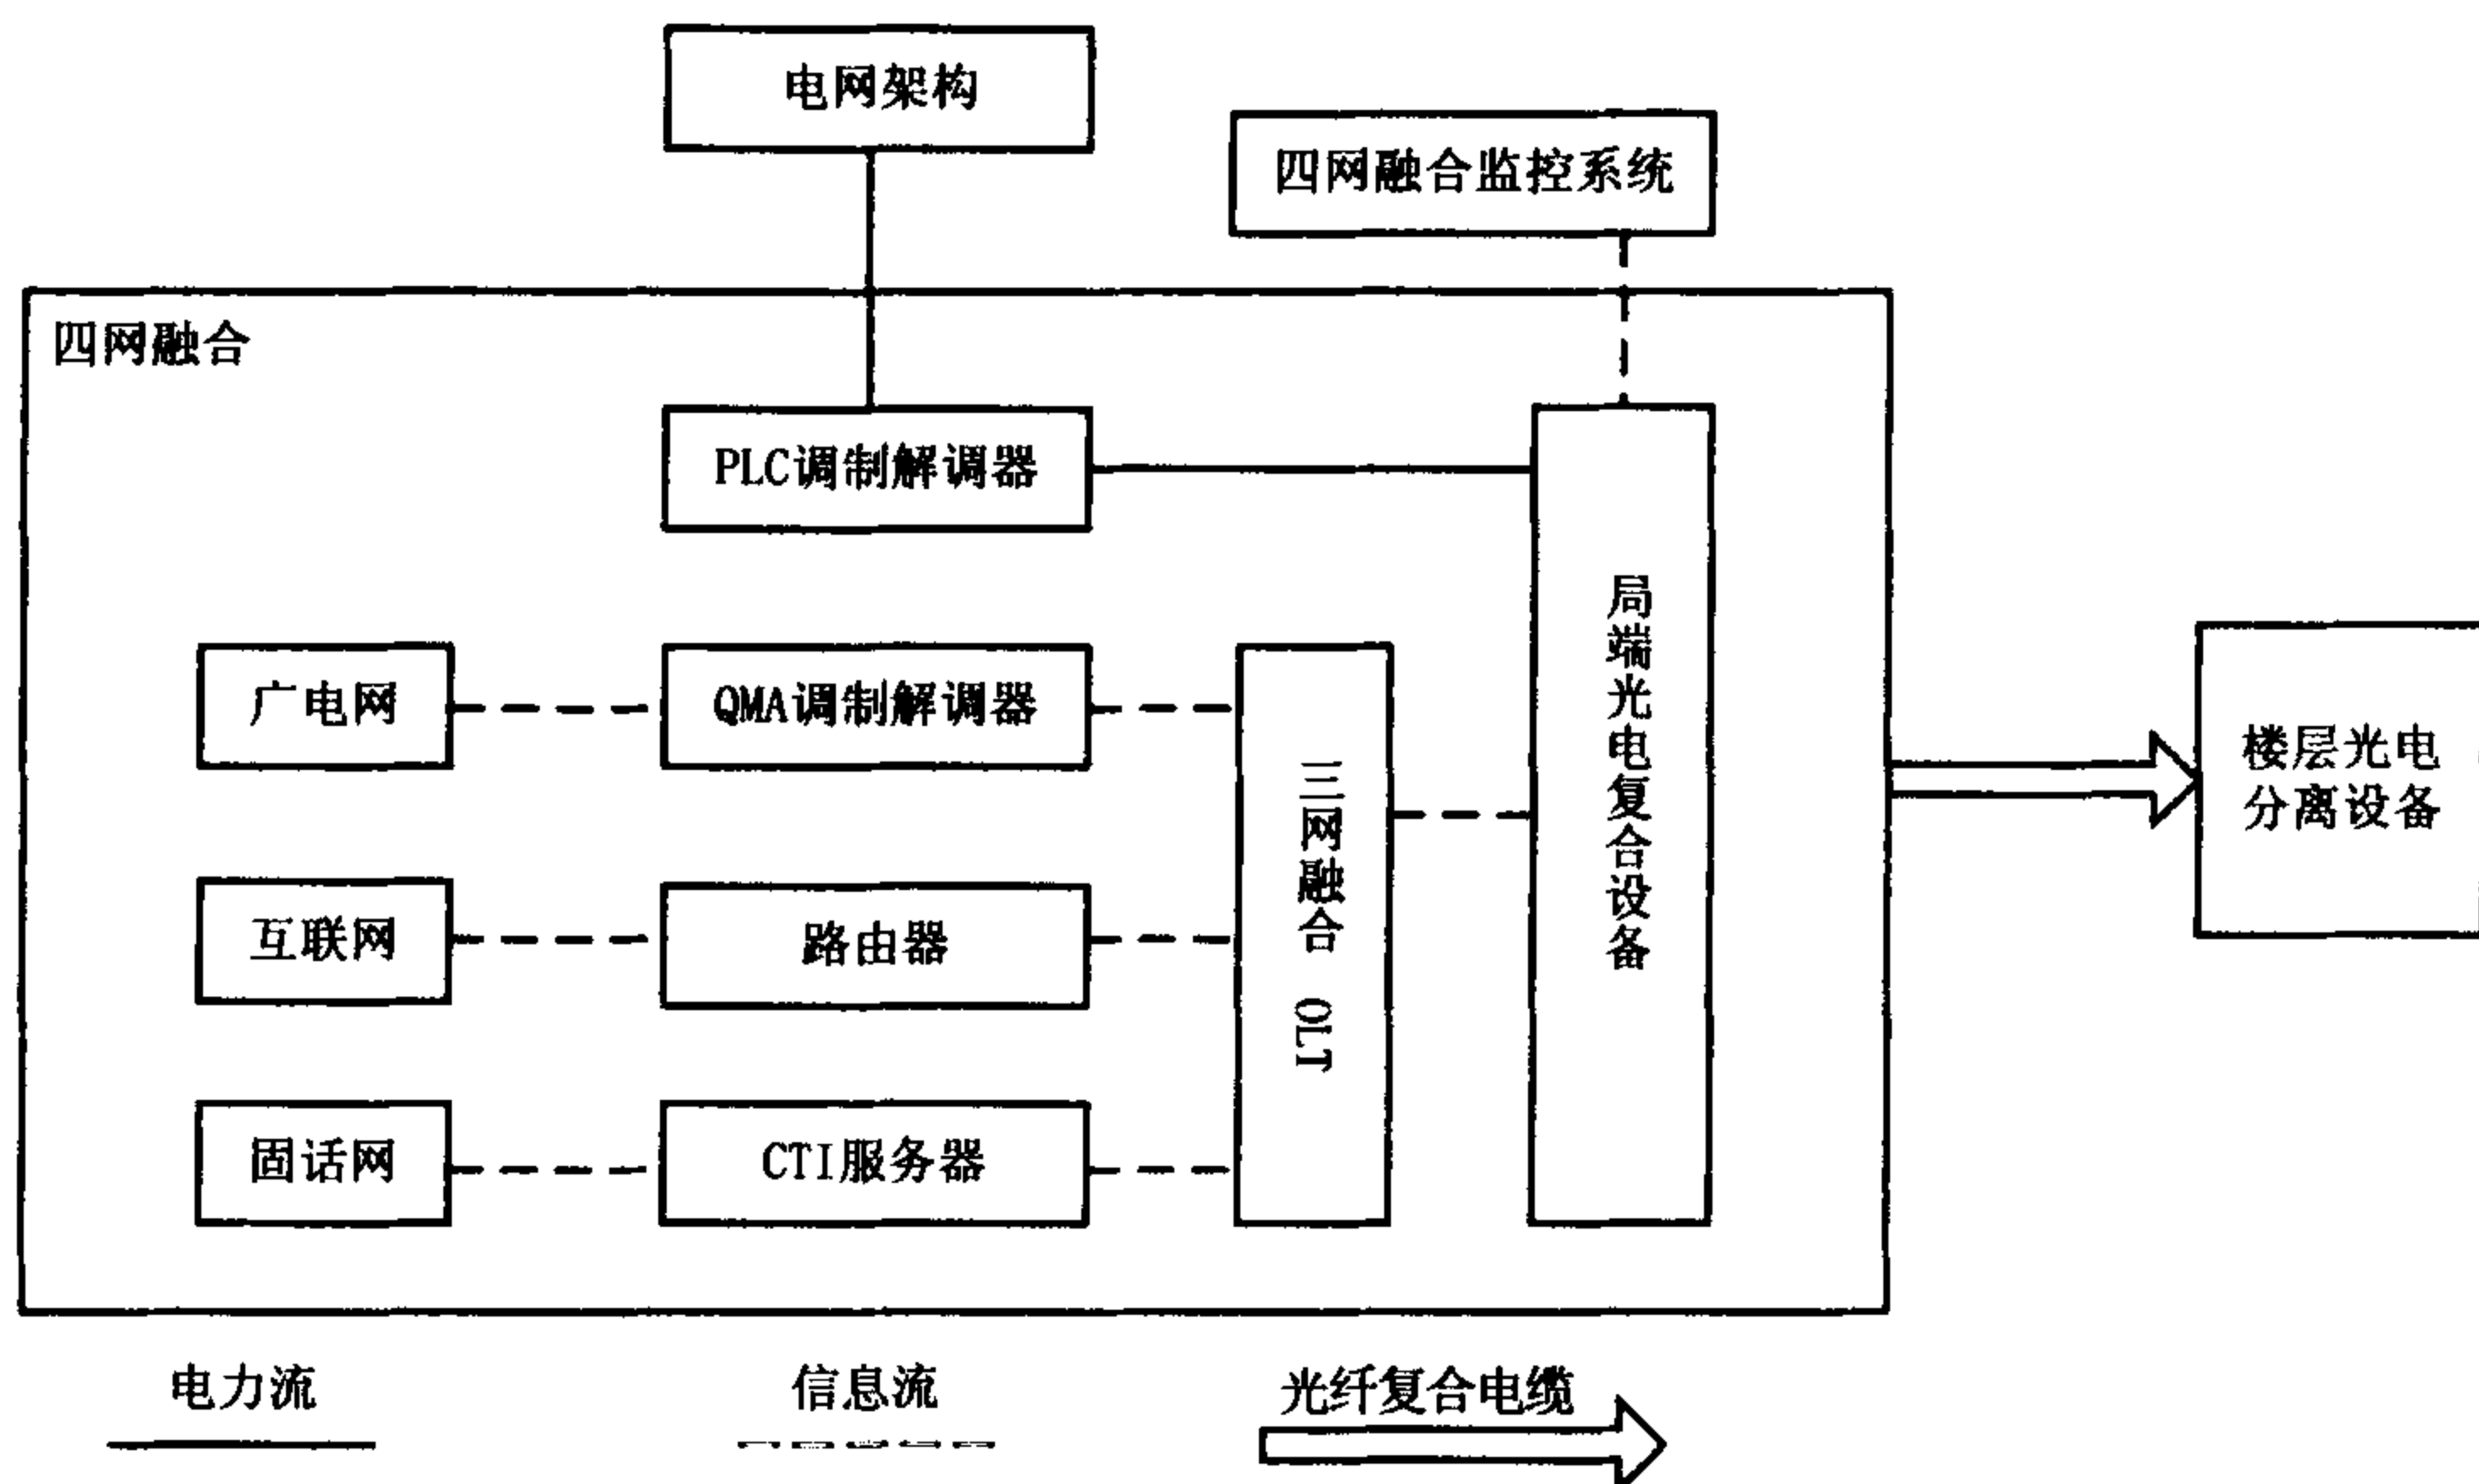 电网架构
四网融合监控系统
四网融合
PLC调制解调器
局端光电复合设备
广电网
QMA调制解调器
三网融合 OLT
楼层光电
分离设备
互联网
路由器
固话网
CTI服务器
电力流
信息流
光纤复合电缆